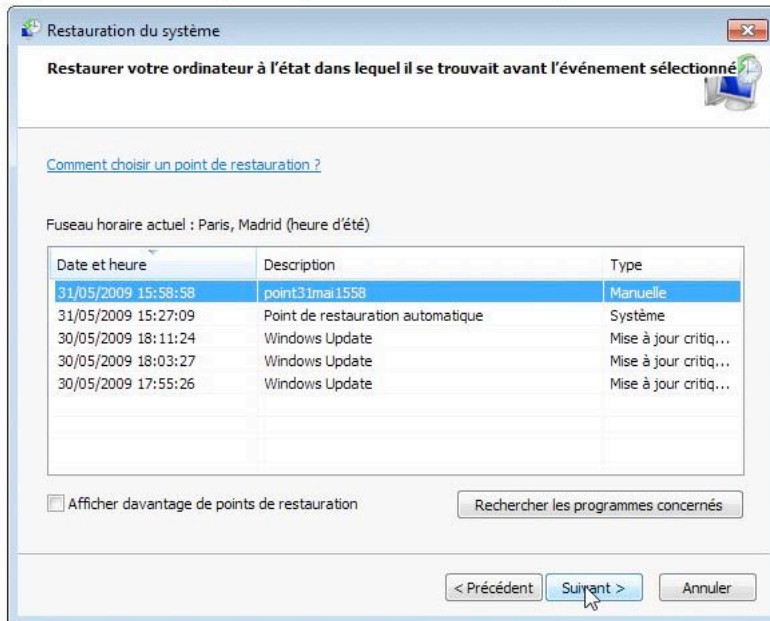 Restauration du système
Restaurer votre ordinateur à l'état dans lequel il se trouvait avant l'événement sélectionné
Comment choisir un point de restauration ?
Fuseau horaire actuel : Paris, Madrid (heure d'été)
Date et heure Description Type
31/05/2009 15:58:58 point31mai1558 Manuelle
31/05/2009 15:27:09 Point de restauration automatique Système
30/05/2009 18:11:24 Windows Update Mise à jour critiq...
30/05/2009 18:03:27 Windows Update Mise à jour critiq...
30/05/2009 17:55:26 Windows Update Mise à jour critiq...
Afficher davantage de points de restauration Rechercher les programmes concernés
< Précédent Suivant > Annuler